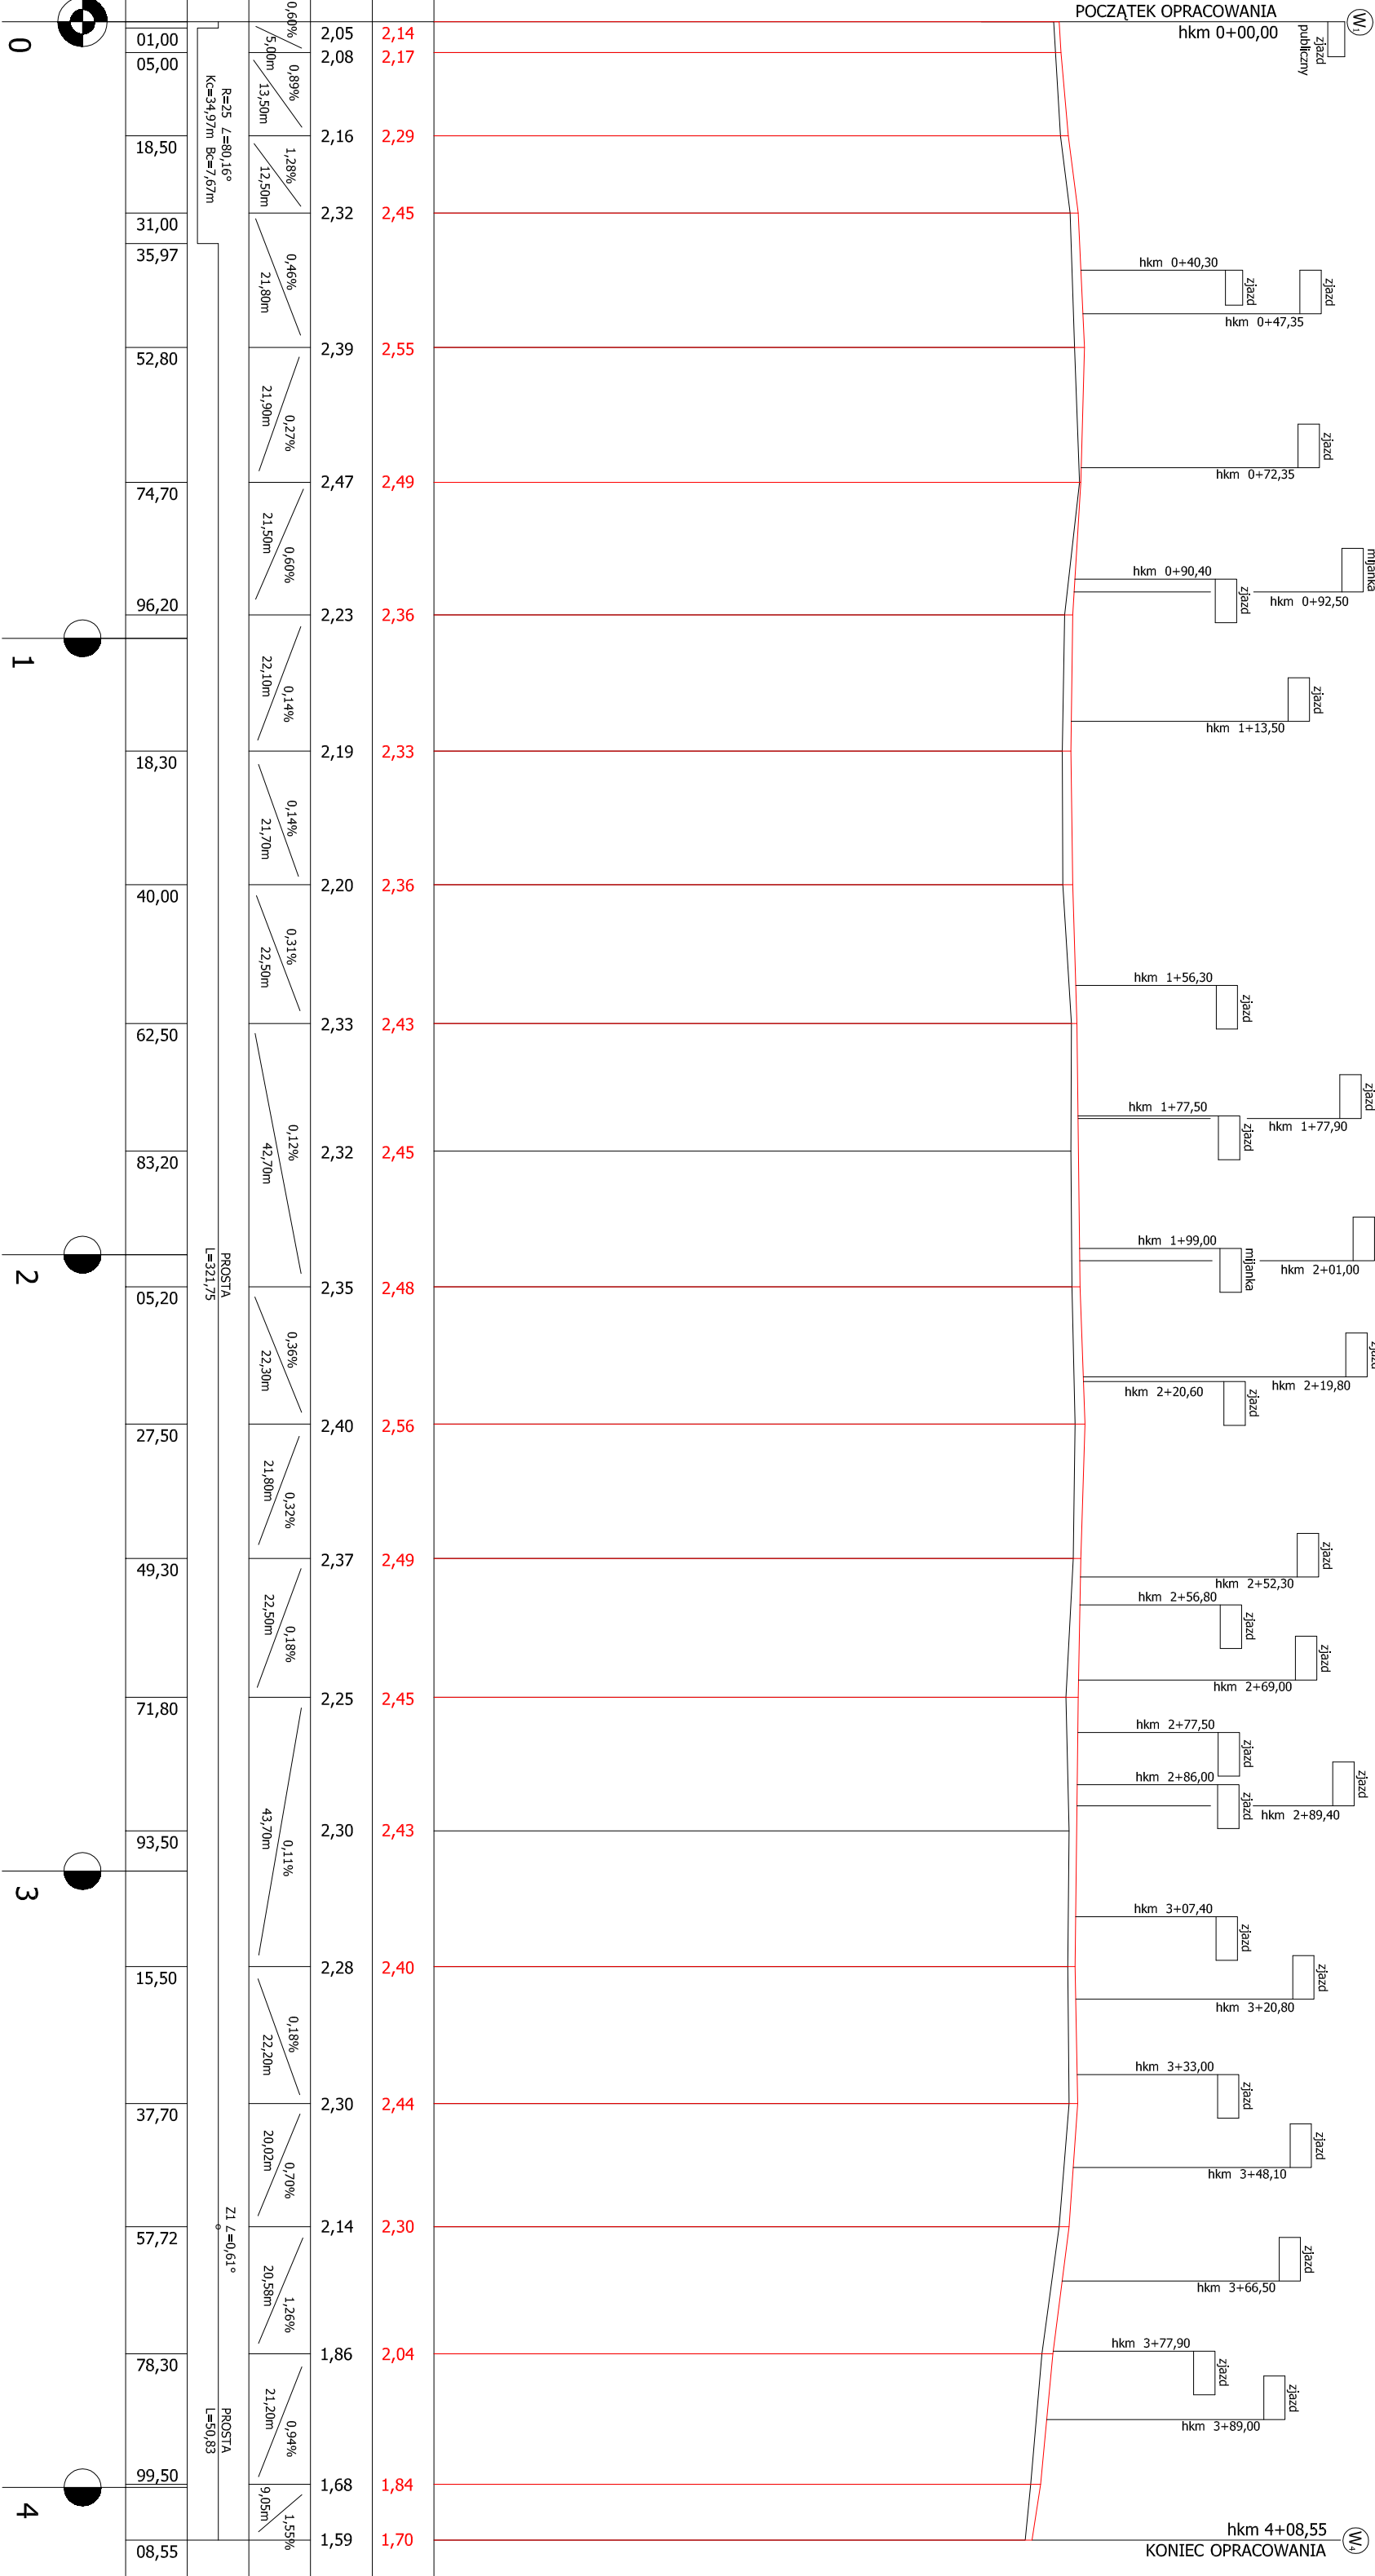 POCZĄTEK OPRACOWANIA
hkm 0+00,00
W1
zjazd
publiczny
0
01,00
05,00
18,50
31,00
35,97
52,80
74,70
96,20
1
18,30
40,00
62,50
83,20
2
05,20
27,50
49,30
71,80
93,50
3
15,50
37,70
57,72
78,30
99,50
4
08,55
R=25 ∠=80,16°
Kc=34,97m Bc=7,67m
PROSTA
L=321,75
Z1 ∠=0,61°
PROSTA
L=50,83
0,60%
5,00m
0,89%
13,50m
1,28%
12,50m
0,46%
21,80m
0,27%
21,90m
0,60%
21,50m
0,14%
22,10m
0,14%
21,70m
0,31%
22,50m
0,12%
42,70m
0,36%
22,30m
0,32%
21,80m
0,18%
22,50m
0,11%
43,70m
0,18%
22,20m
0,70%
20,02m
1,26%
20,58m
0,94%
21,20m
1,55%
9,05m
2,05 2,14
2,08 2,17
2,16 2,29
2,32 2,45
2,39 2,55
2,47 2,49
2,23 2,36
2,19 2,33
2,20 2,36
2,33 2,43
2,32 2,45
2,35 2,48
2,40 2,56
2,37 2,49
2,25 2,45
2,30 2,43
2,28 2,40
2,30 2,44
2,14 2,30
1,86 2,04
1,68 1,84
1,59 1,70
hkm 0+40,30
zjazd
zjazd
hkm 0+47,35
zjazd
hkm 0+72,35
hkm 0+90,40
zjazd
mijanka
hkm 0+92,50
zjazd
hkm 1+13,50
hkm 1+56,30
zjazd
hkm 1+77,50
zjazd
zjazd
hkm 1+77,90
hkm 1+99,00
mijanka
hkm 2+01,00
zjazd
hkm 2+19,80
hkm 2+20,60
zjazd
zjazd
hkm 2+52,30
hkm 2+56,80
zjazd
zjazd
hkm 2+69,00
hkm 2+77,50
zjazd
hkm 2+86,00
zjazd
zjazd
hkm 2+89,40
hkm 3+07,40
zjazd
zjazd
hkm 3+20,80
hkm 3+33,00
zjazd
zjazd
hkm 3+48,10
zjazd
hkm 3+66,50
hkm 3+77,90
zjazd
zjazd
hkm 3+89,00
hkm 4+08,55
KONIEC OPRACOWANIA
W4